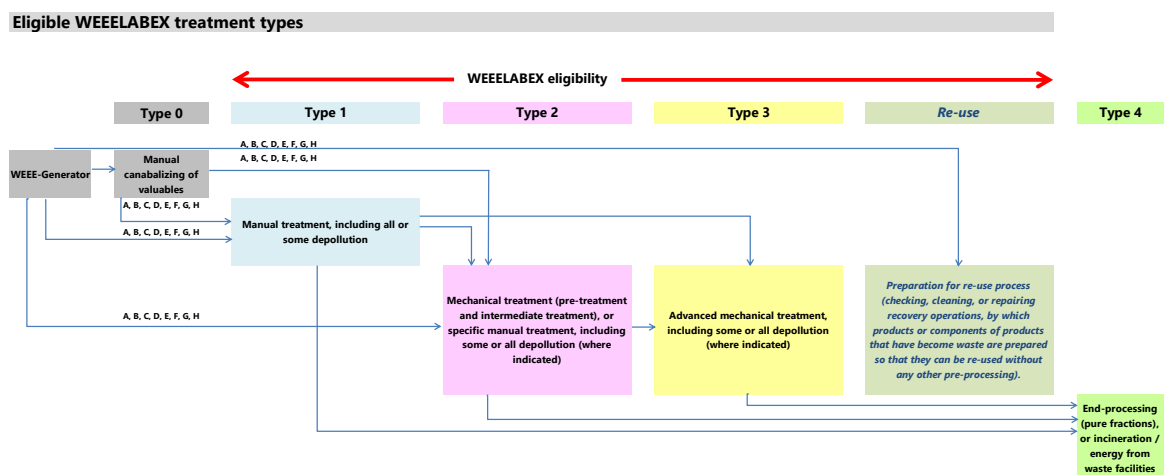 Eligible WEEELABEX treatment types
WEEELABEX eligibility
Type 0
Type 1
Type 2
Type 3
Re-use
Type 4
A, B, C, D, E, F, G, H
A, B, C, D, E, F, G, H
WEEE-Generator
Manual
canabalizing of
valuables
A, B, C, D, E, F, G, H
A, B, C, D, E, F, G, H
Manual treatment, including all or
some depollution
A, B, C, D, E, F, G, H
Mechanical treatment (pre-treatment
and intermediate treatment), or
specific manual treatment, including
some or all depollution (where
indicated)
Advanced mechanical treatment,
including some or all depollution
(where indicated)
Preparation for re-use process
(checking, cleaning, or repairing
recovery operations, by which
products or components of products
that have become waste are prepared
so that they can be re-used without
any other pre-processing).
End-processing
(pure fractions),
or incineration /
energy from
waste facilities